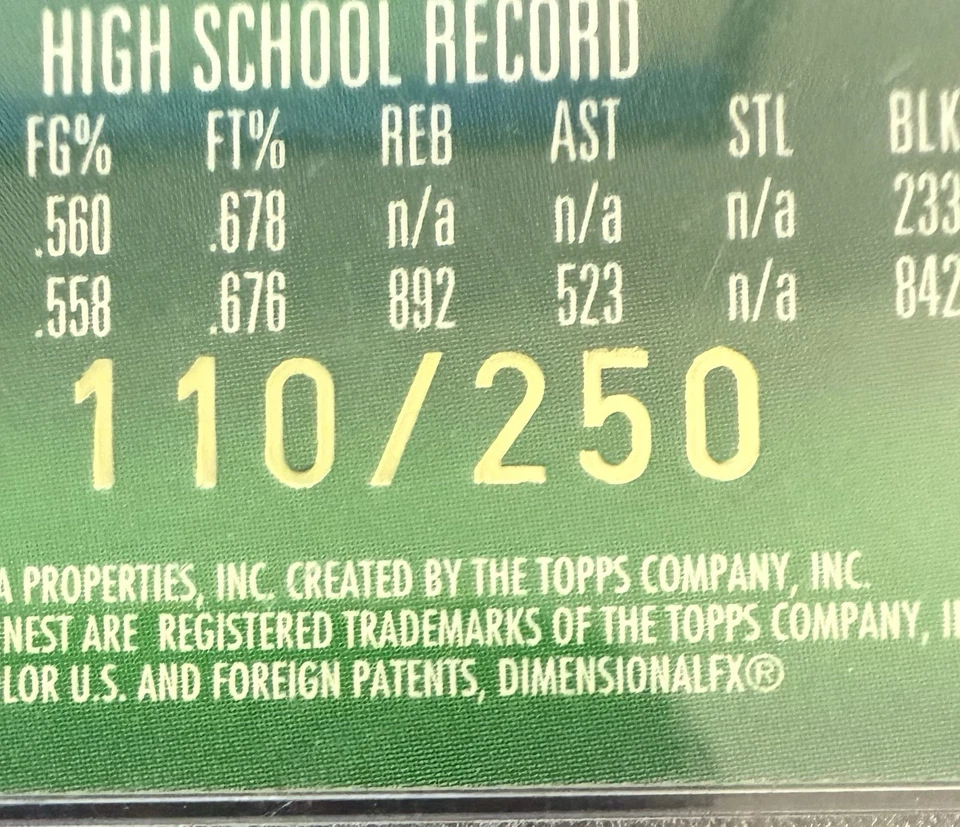 HIGH SCHOOL RECORD
FG% FT% REB AST STL BLK
.560 .678 n/a n/a n/a 233
.558 .676 892 523 n/a 842
110/250
A PROPERTIES, INC. CREATED BY THE TOPPS COMPANY, INC.
NEST ARE REGISTERED TRADEMARKS OF THE TOPPS COMPANY, I
LOR U.S. AND FOREIGN PATENTS, DIMENSIONALFX®